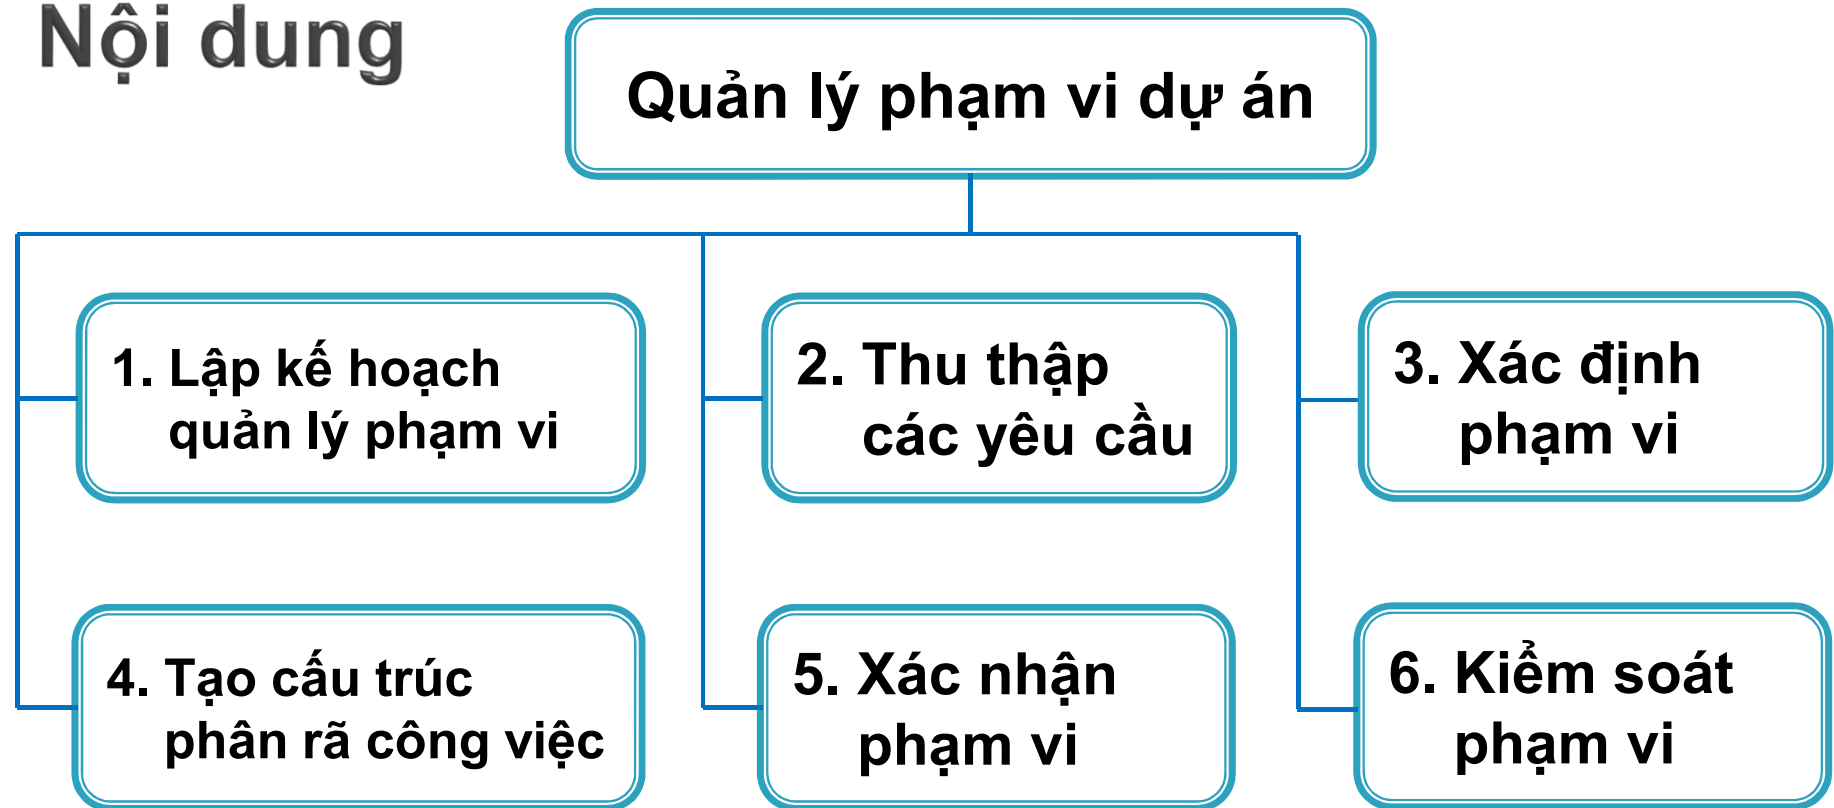 Nội dung
Quản lý phạm vi dự án
1. Lập kế hoạch
quản lý phạm vi
2. Thu thập
các yêu cầu
3. Xác định
phạm vi
4. Tạo cấu trúc
phân rã công việc
5. Xác nhận
phạm vi
6. Kiểm soát
phạm vi